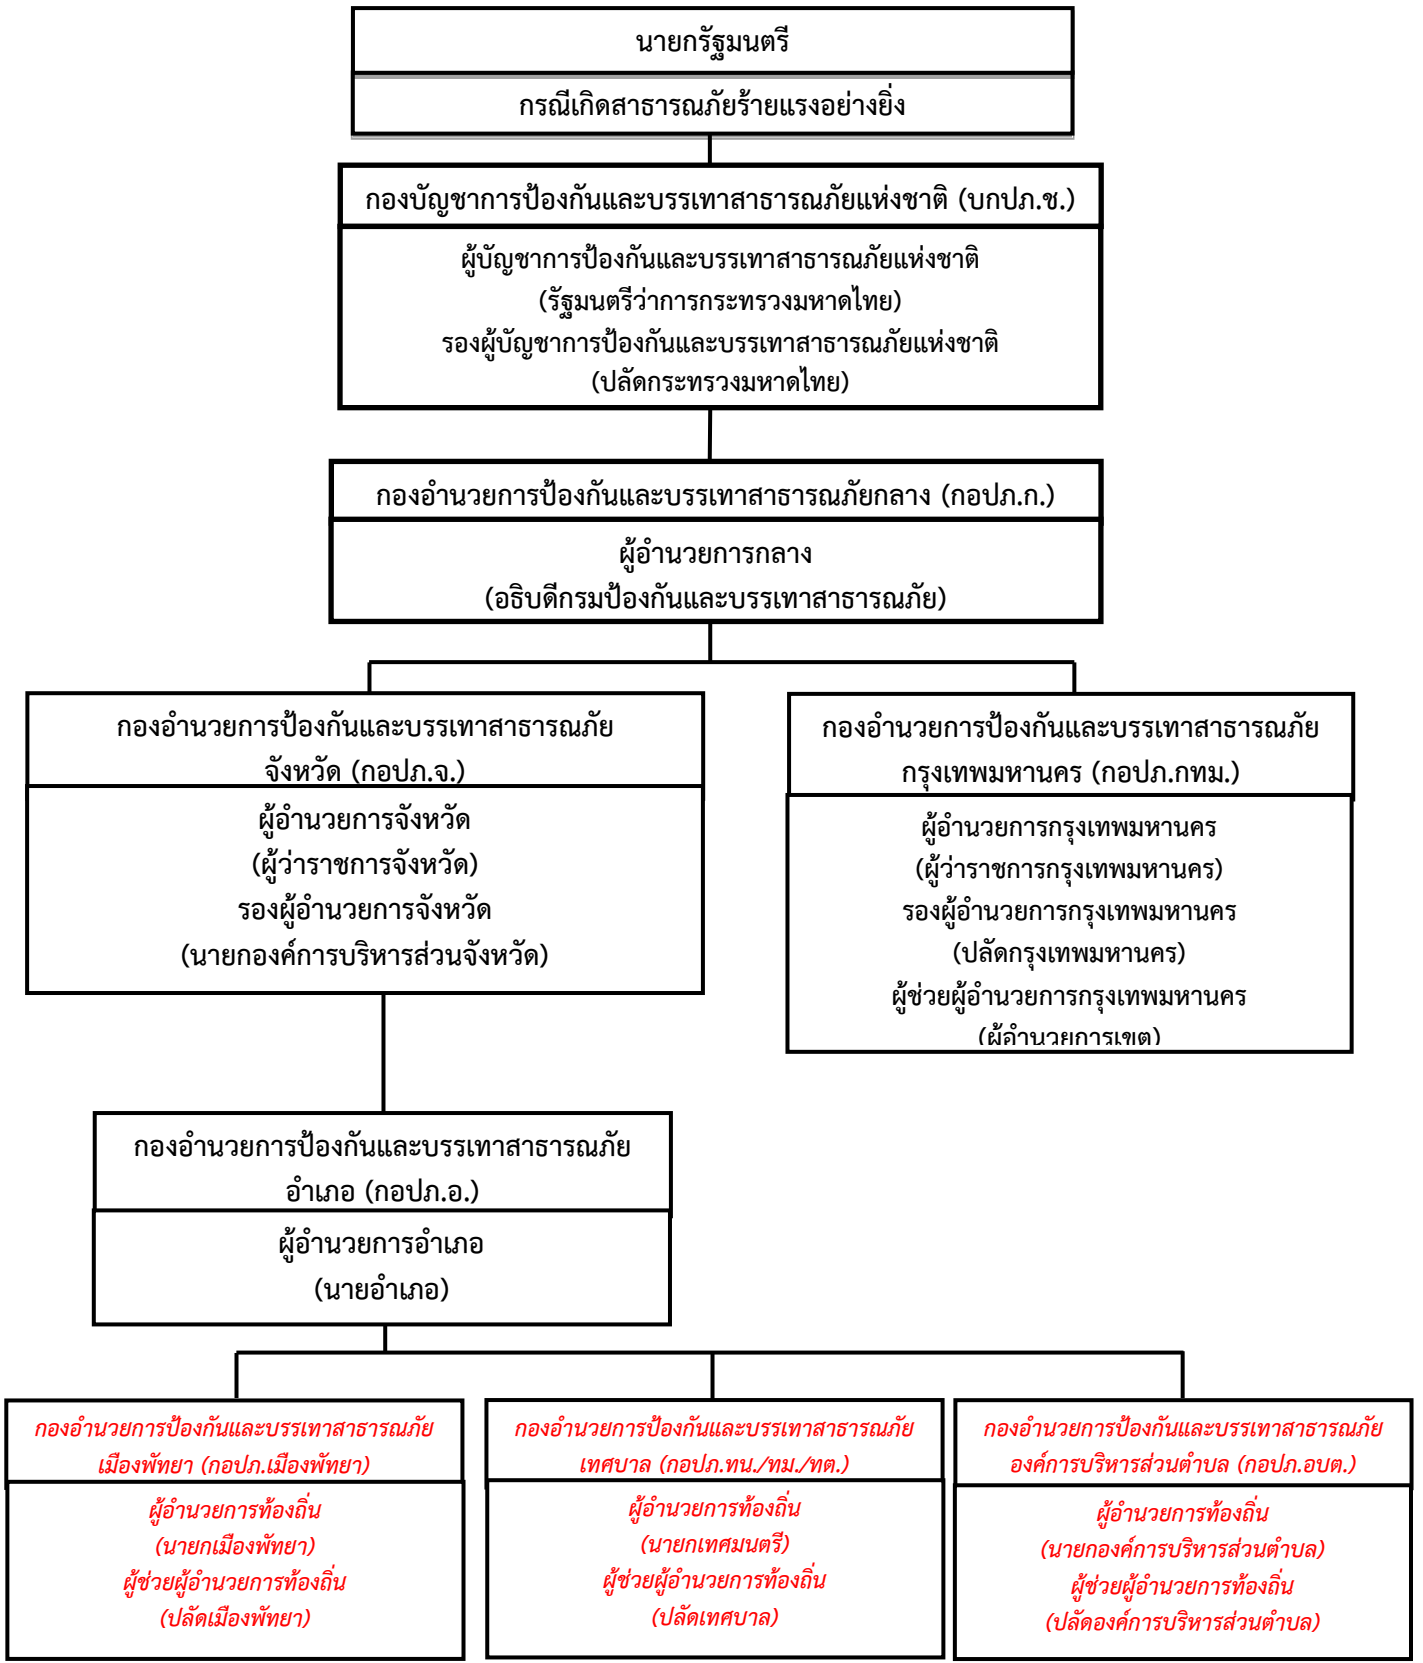 นายกรัฐมนตรี
กรณีเกิดสาธารณภัยร้ายแรงอย่างยิ่ง
กองบัญชาการป้องกันและบรรเทาสาธารณภัยแห่งชาติ (บกปภ.ช.)
ผู้บัญชาการป้องกันและบรรเทาสาธารณภัยแห่งชาติ
(รัฐมนตรีว่าการกระทรวงมหาดไทย)
รองผู้บัญชาการป้องกันและบรรเทาสาธารณภัยแห่งชาติ
(ปลัดกระทรวงมหาดไทย)
กองอำนวยการป้องกันและบรรเทาสาธารณภัยกลาง (กอปภ.ก.)
ผู้อำนวยการกลาง
(อธิบดีกรมป้องกันและบรรเทาสาธารณภัย)
กองอำนวยการป้องกันและบรรเทาสาธารณภัย
จังหวัด (กอปภ.จ.)
ผู้อำนวยการจังหวัด
(ผู้ว่าราชการจังหวัด)
รองผู้อำนวยการจังหวัด
(นายกองค์การบริหารส่วนจังหวัด)
กองอำนวยการป้องกันและบรรเทาสาธารณภัย
กรุงเทพมหานคร (กอปภ.กทม.)
ผู้อำนวยการกรุงเทพมหานคร
(ผู้ว่าราชการกรุงเทพมหานคร)
รองผู้อำนวยการกรุงเทพมหานคร
(ปลัดกรุงเทพมหานคร)
ผู้ช่วยผู้อำนวยการกรุงเทพมหานคร
(ผู้อำนวยการเขต)
กองอำนวยการป้องกันและบรรเทาสาธารณภัย
อำเภอ (กอปภ.อ.)
ผู้อำนวยการอำเภอ
(นายอำเภอ)
กองอำนวยการป้องกันและบรรเทาสาธารณภัย
เมืองพัทยา (กอปภ.เมืองพัทยา)
ผู้อำนวยการท้องถิ่น
(นายกเมืองพัทยา)
ผู้ช่วยผู้อำนวยการท้องถิ่น
(ปลัดเมืองพัทยา)
กองอำนวยการป้องกันและบรรเทาสาธารณภัย
เทศบาล (กอปภ.ทน./ทม./ทต.)
ผู้อำนวยการท้องถิ่น
(นายกเทศมนตรี)
ผู้ช่วยผู้อำนวยการท้องถิ่น
(ปลัดเทศบาล)
กองอำนวยการป้องกันและบรรเทาสาธารณภัย
องค์การบริหารส่วนตำบล (กอปภ.อบต.)
ผู้อำนวยการท้องถิ่น
(นายกองค์การบริหารส่วนตำบล)
ผู้ช่วยผู้อำนวยการท้องถิ่น
(ปลัดองค์การบริหารส่วนตำบล)